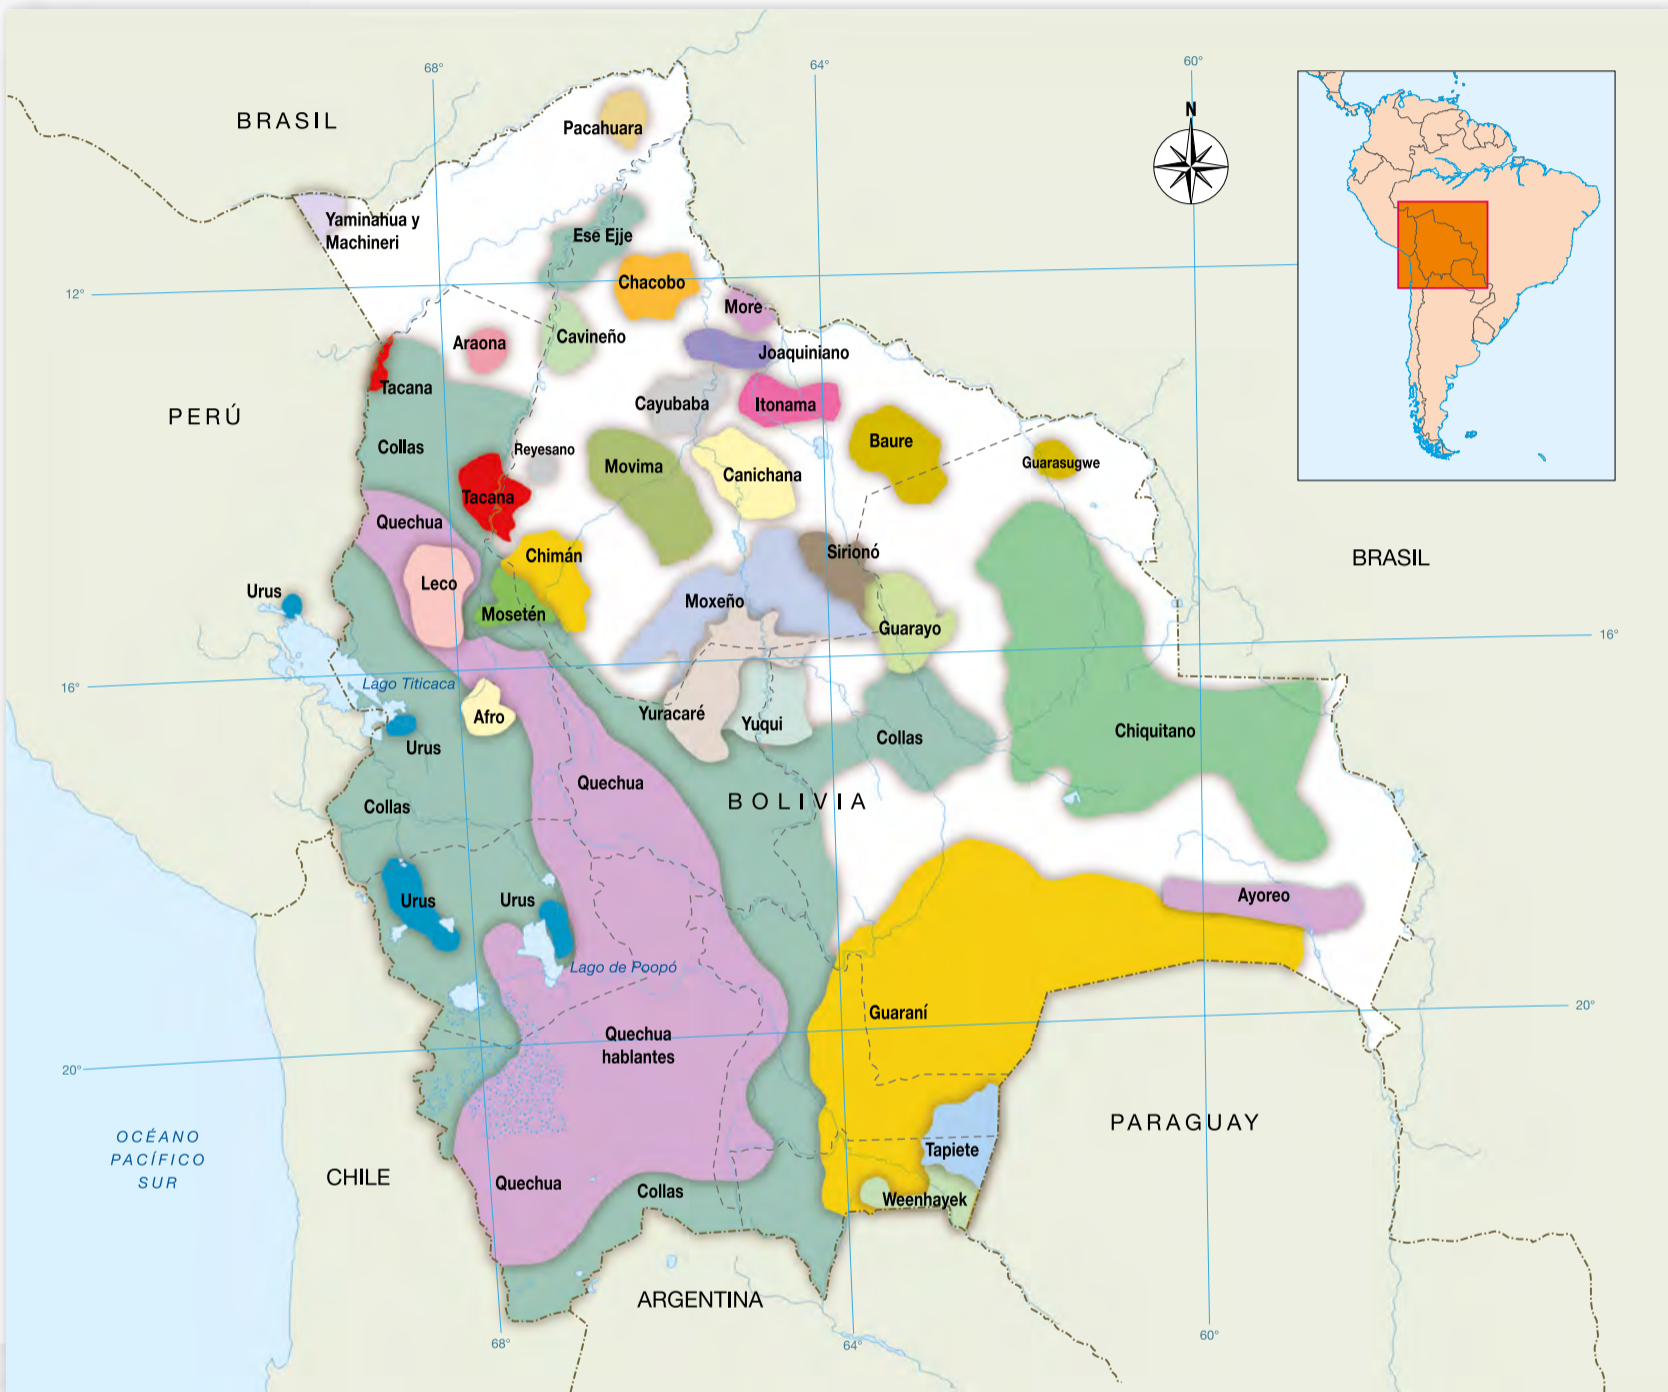 68°
64°
60°
N
BRASIL
Pacahuara
Yaminahua y
Machineri
Ese Ejje
Chacobo
12°
More
Cavineño
Araona
Joaquiniano
Tacana
Cayubaba
Itonama
PERÚ
Collas
Reyesano
Movima
Canichana
Baure
Guarasugwe
Tacana
Quechua
Chimán
Sirionó
BRASIL
Leco
Urus
Mosetén
Moxeño
Guarayo
16°
16°
Lago Titicaca
Afro
Yuracaré
Yuqui
Collas
Chiquitano
Urus
Quechua
Collas
BOLIVIA
Urus
Urus
Ayoreo
Lago de Poopó
Guaraní
20°
Quechua
hablantes
20°
OCÉANO
PACÍFICO
SUR
CHILE
Quechua
Collas
Tapiete
Weenhayek
PARAGUAY
ARGENTINA
68°
64°
60°